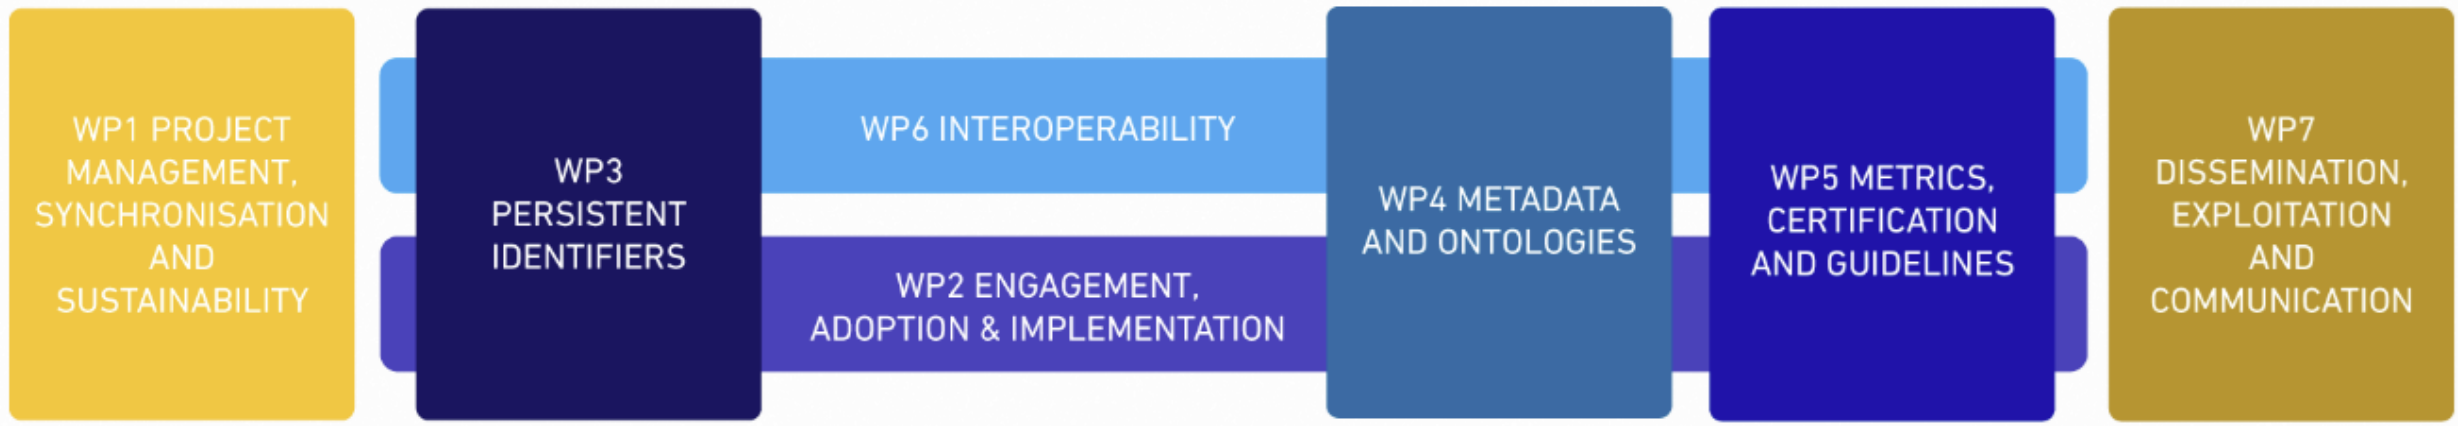 WP1 PROJECT
MANAGEMENT,
SYNCHRONISATION
AND
SUSTAINABILITY
WP3
PERSISTENT
IDENTIFIERS
WP6 INTEROPERABILITY
WP2 ENGAGEMENT,
ADOPTION & IMPLEMENTATION
WP4 METADATA
AND ONTOLOGIES
WP5 METRICS,
CERTIFICATION
AND GUIDELINES
WP7
DISSEMINATION,
EXPLOITATION
AND
COMMUNICATION